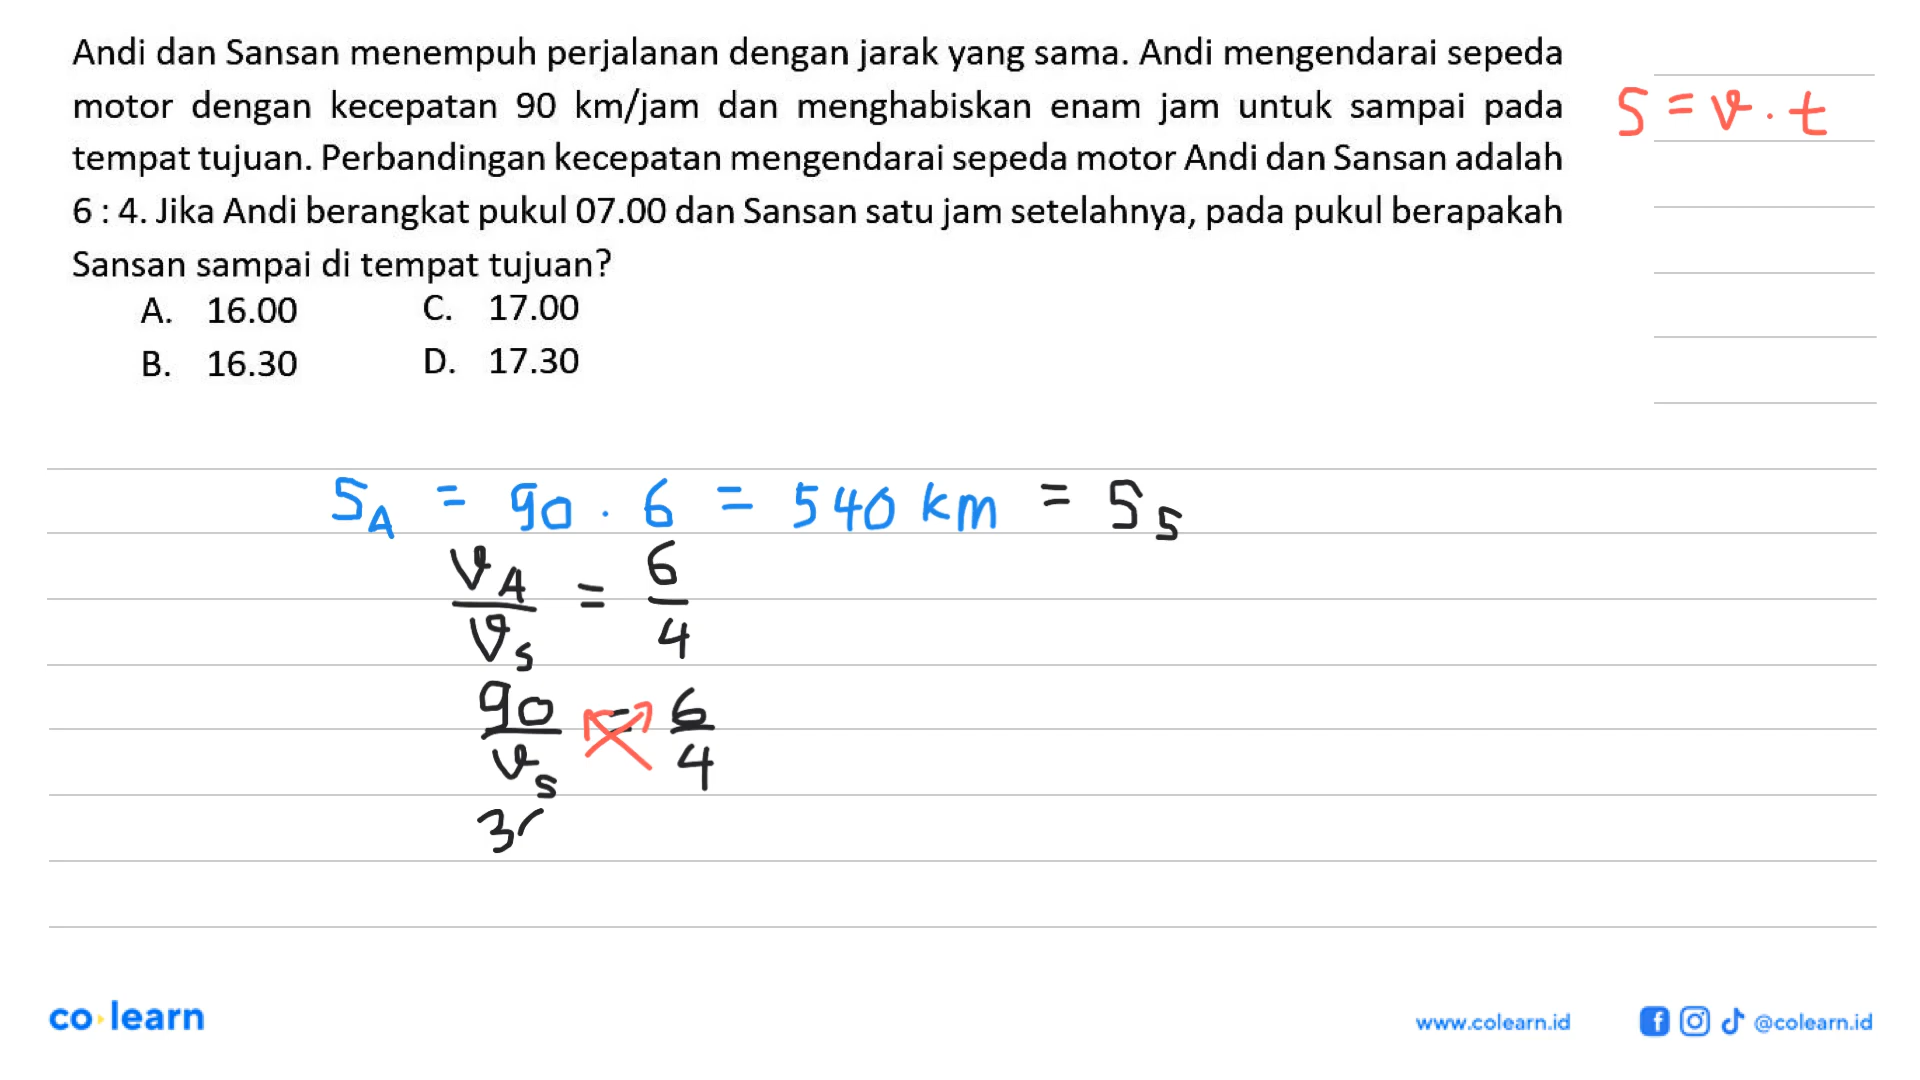 Andi dan Sansan menempuh perjalanan dengan jarak yang sama. Andi mengendarai sepeda
motor dengan kecepatan 90 km/jam dan menghabiskan enam jam untuk sampai pada
tempat tujuan. Perbandingan kecepatan mengendarai sepeda motor Andi dan Sansan adalah
6 : 4. Jika Andi berangkat pukul 07.00 dan Sansan satu jam setelahnya, pada pukul berapakah
Sansan sampai di tempat tujuan?
A. 16.00 C. 17.00
B. 16.30 D. 17.30
S = v . t
S_A = 90 . 6 = 540 km = S_S
v_A / v_S = 6 / 4
90 / v_S = 6 / 4
3
co learn
www.colearn.id @colearn.id